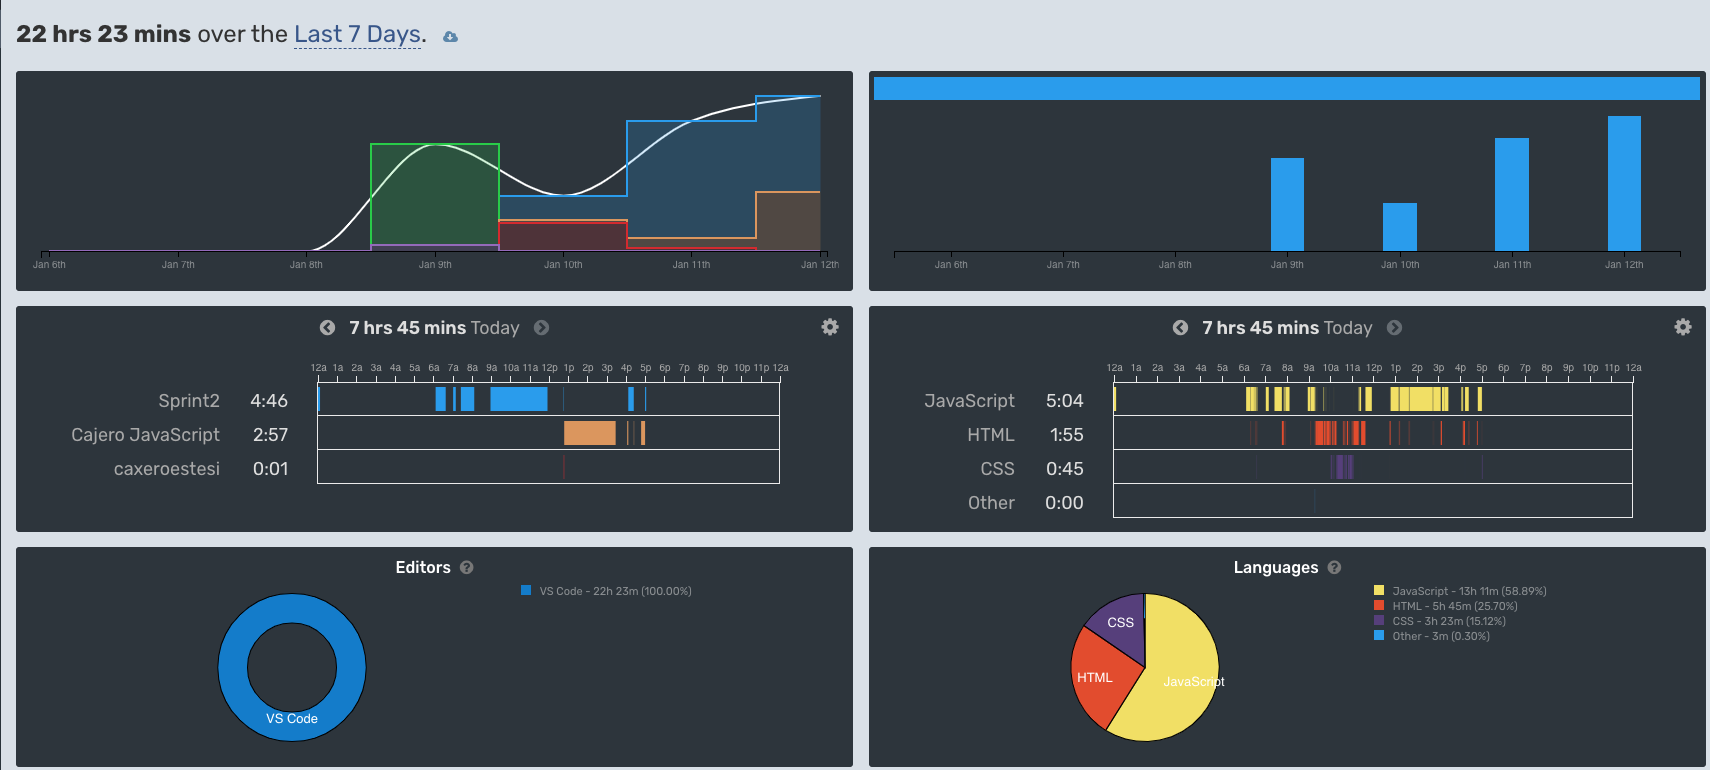 22 hrs 23 mins over the Last 7 Days.
Jan 6th Jan 7th Jan 8th Jan 9th Jan 10th Jan 11th Jan 12th
Jan 6th Jan 7th Jan 8th Jan 9th Jan 10th Jan 11th Jan 12th
7 hrs 45 mins Today
12a 1a 2a 3a 4a 5a 6a 7a 8a 9a 10a 11a 12p 1p 2p 3p 4p 5p 6p 7p 8p 9p 10p 11p 12a
Sprint2 4:46
Cajero JavaScript 2:57
caxeroestesi 0:01
7 hrs 45 mins Today
12a 1a 2a 3a 4a 5a 6a 7a 8a 9a 10a 11a 12p 1p 2p 3p 4p 5p 6p 7p 8p 9p 10p 11p 12a
JavaScript 5:04
HTML 1:55
CSS 0:45
Other 0:00
Editors ?
VS Code - 22h 23m (100.00%)
VS Code
Languages ?
JavaScript - 13h 11m (58.89%)
HTML - 5h 45m (25.70%)
CSS - 3h 23m (15.12%)
Other - 3m (0.30%)
CSS
HTML
JavaScript